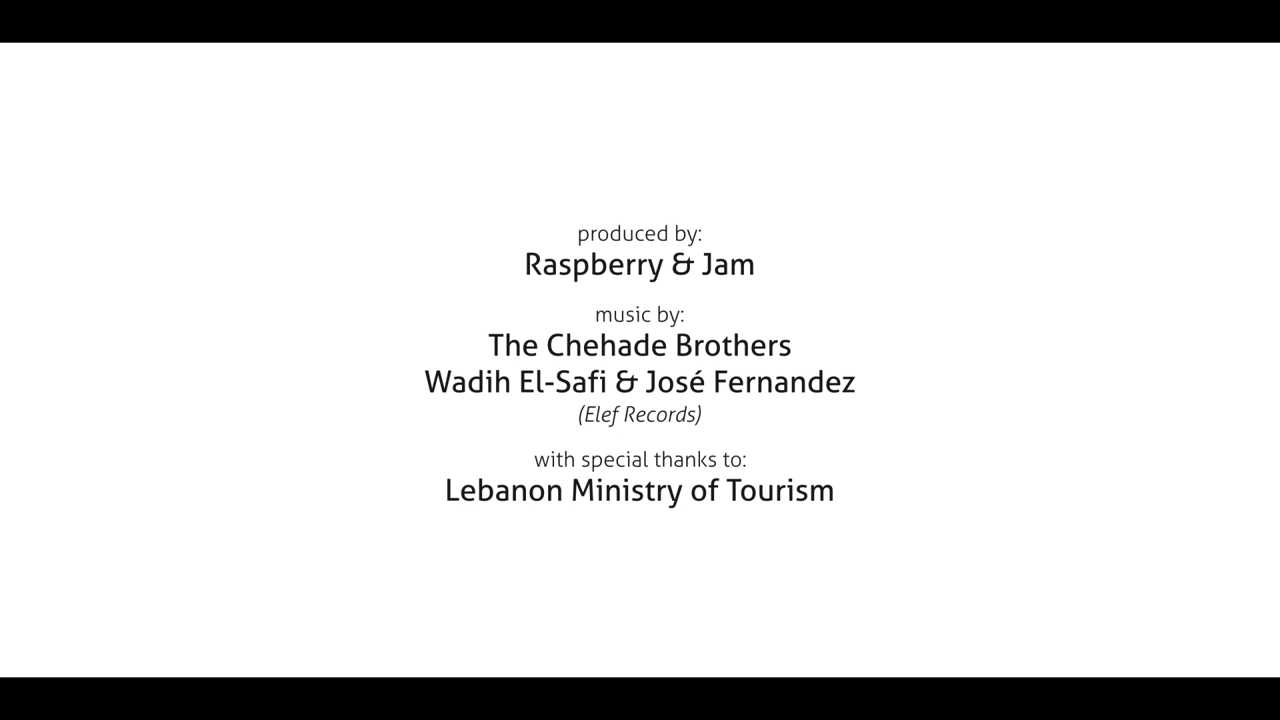 produced by:
Raspberry & Jam
music by:
The Chehade Brothers
Wadih El-Safi & José Fernandez
(Elef Records)
with special thanks to:
Lebanon Ministry of Tourism